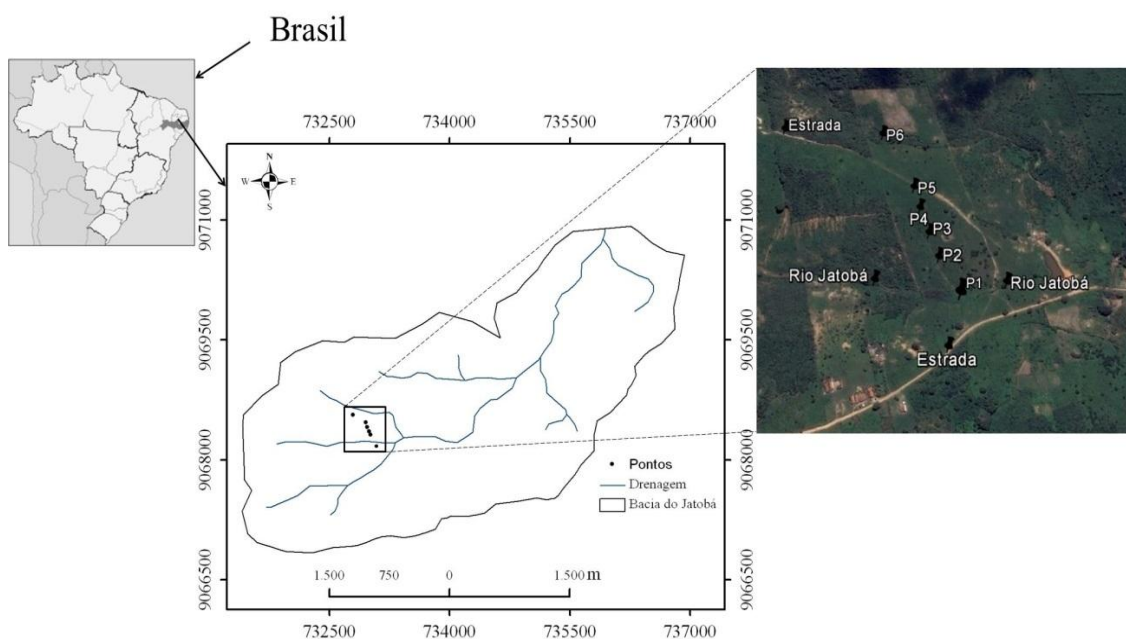 Brasil
732500 734000 735500 737000
N
W E
S
9071000
9069500
9068000
9066500
9071000
9069500
9068000
9066500
Pontos
Drenagem
Bacia do Jatobá
1.500 750 0 1.500 m
732500 734000 735500 737000
Estrada
P6
P5
P4
P3
P2
Rio Jatobá
P1
Rio Jatobá
Estrada